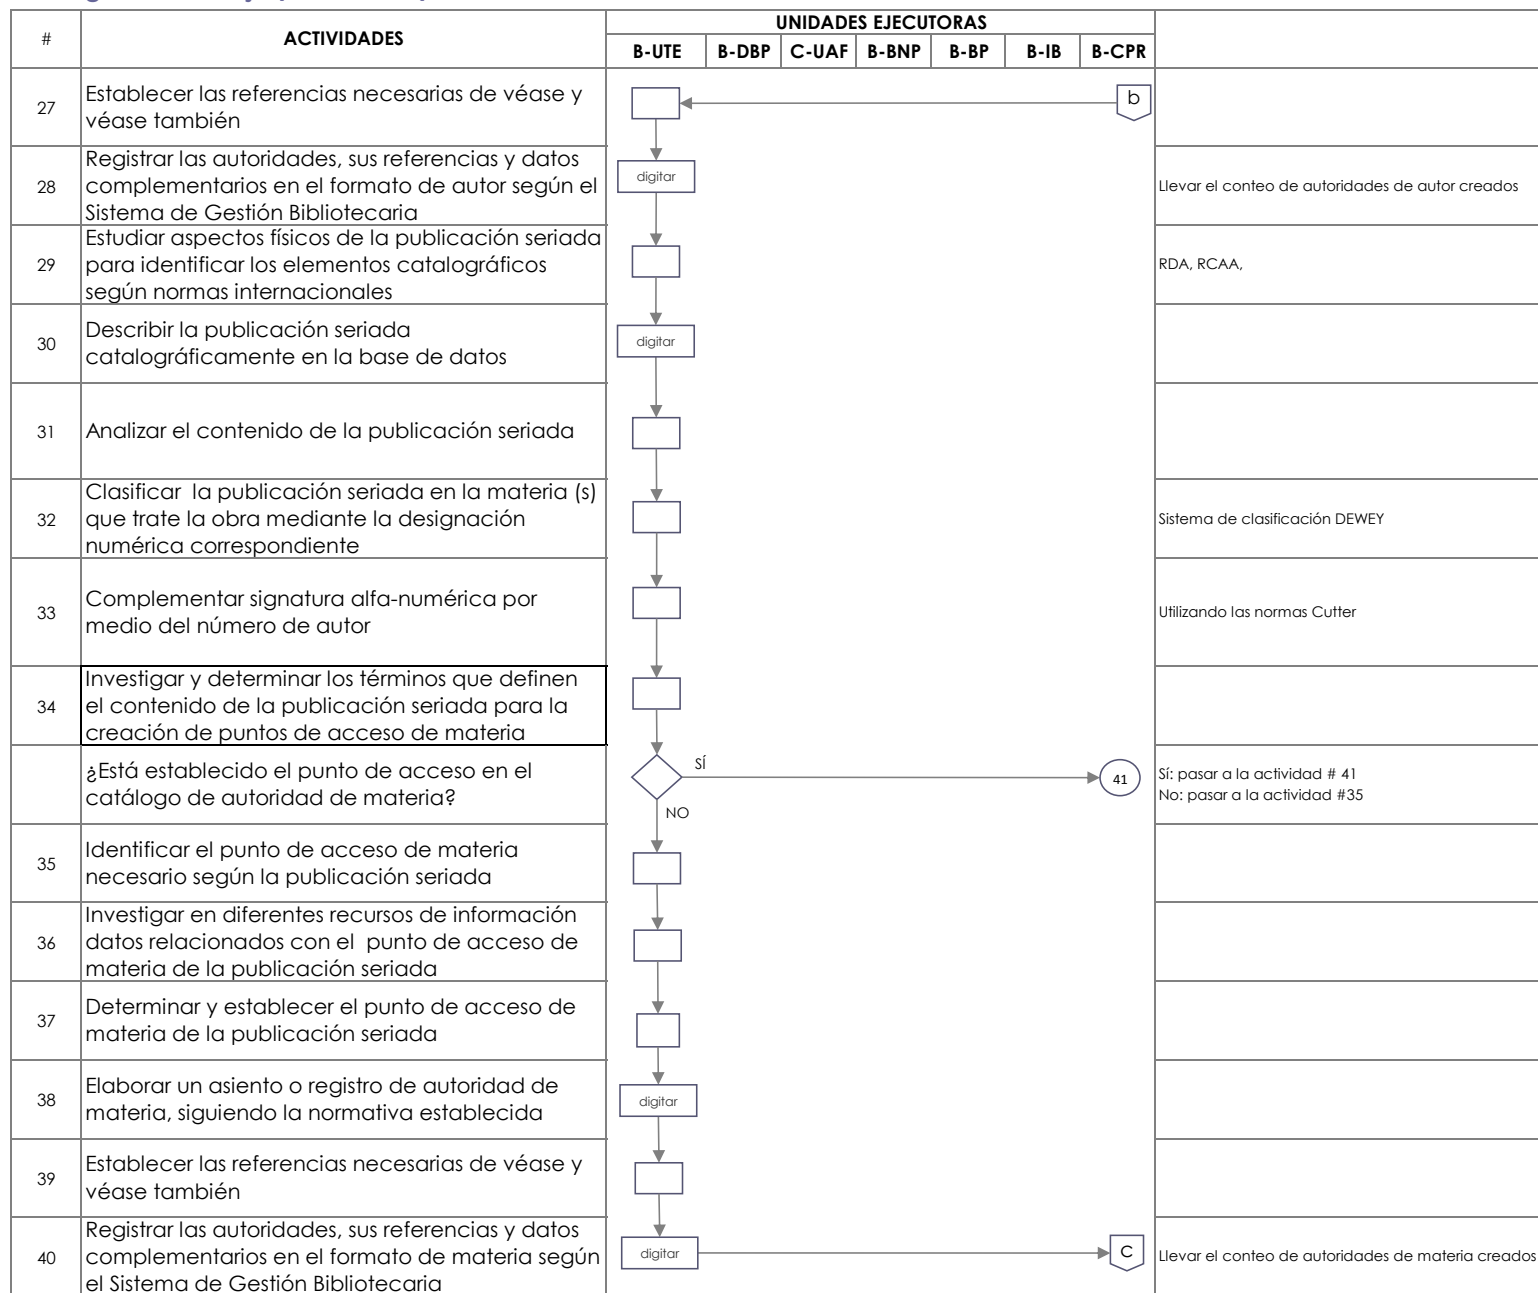 # ACTIVIDADES UNIDADES EJECUTORAS
B-UTE B-DBP C-UAF B-BNP B-BP B-IB B-CPR
27 Establecer las referencias necesarias de véase y
véase también
b
28 Registrar las autoridades, sus referencias y datos
complementarios en el formato de autor según el
Sistema de Gestión Bibliotecaria
digitar
Llevar el conteo de autoridades de autor creados
29 Estudiar aspectos físicos de la publicación seriada
para identificar los elementos catalográficos
según normas internacionales
RDA, RCAA,
30 Describir la publicación seriada
catalográficamente en la base de datos
digitar
31 Analizar el contenido de la publicación seriada
32 Clasificar la publicación seriada en la materia (s)
que trate la obra mediante la designación
numérica correspondiente
Sistema de clasificación DEWEY
33 Complementar signatura alfa-numérica por
medio del número de autor
Utilizando las normas Cutter
34 Investigar y determinar los términos que definen
el contenido de la publicación seriada para la
creación de puntos de acceso de materia
¿Está establecido el punto de acceso en el
catálogo de autoridad de materia?
SÍ
41
NO
Sí: pasar a la actividad # 41
No: pasar a la actividad #35
35 Identificar el punto de acceso de materia
necesario según la publicación seriada
36 Investigar en diferentes recursos de información
datos relacionados con el punto de acceso de
materia de la publicación seriada
37 Determinar y establecer el punto de acceso de
materia de la publicación seriada
38 Elaborar un asiento o registro de autoridad de
materia, siguiendo la normativa establecida
digitar
39 Establecer las referencias necesarias de véase y
véase también
40 Registrar las autoridades, sus referencias y datos
complementarios en el formato de materia según
el Sistema de Gestión Bibliotecaria
digitar
C
Llevar el conteo de autoridades de materia creados